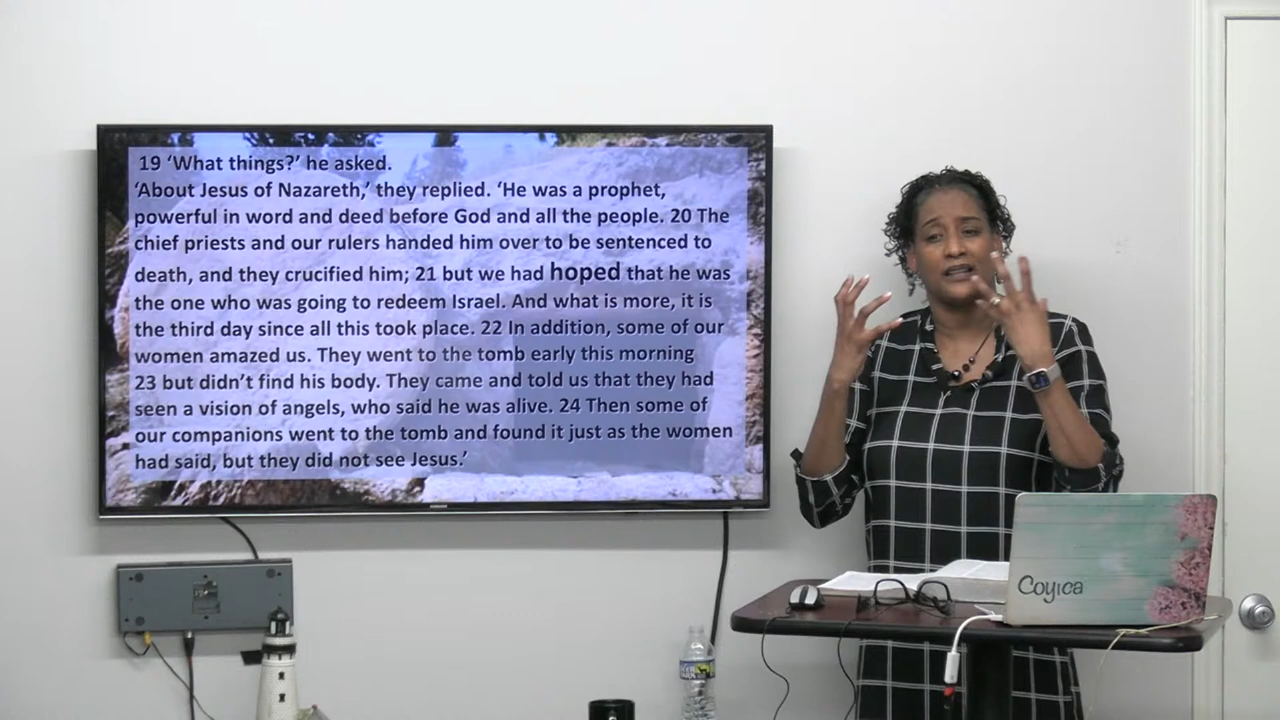 19 ‘What things?’ he asked.
‘About Jesus of Nazareth,’ they replied. ‘He was a prophet,
powerful in word and deed before God and all the people. 20 The
chief priests and our rulers handed him over to be sentenced to
death, and they crucified him; 21 but we had hoped that he was
the one who was going to redeem Israel. And what is more, it is
the third day since all this took place. 22 In addition, some of our
women amazed us. They went to the tomb early this morning
23 but didn’t find his body. They came and told us that they had
seen a vision of angels, who said he was alive. 24 Then some of
our companions went to the tomb and found it just as the women
had said, but they did not see Jesus.’
Coyica